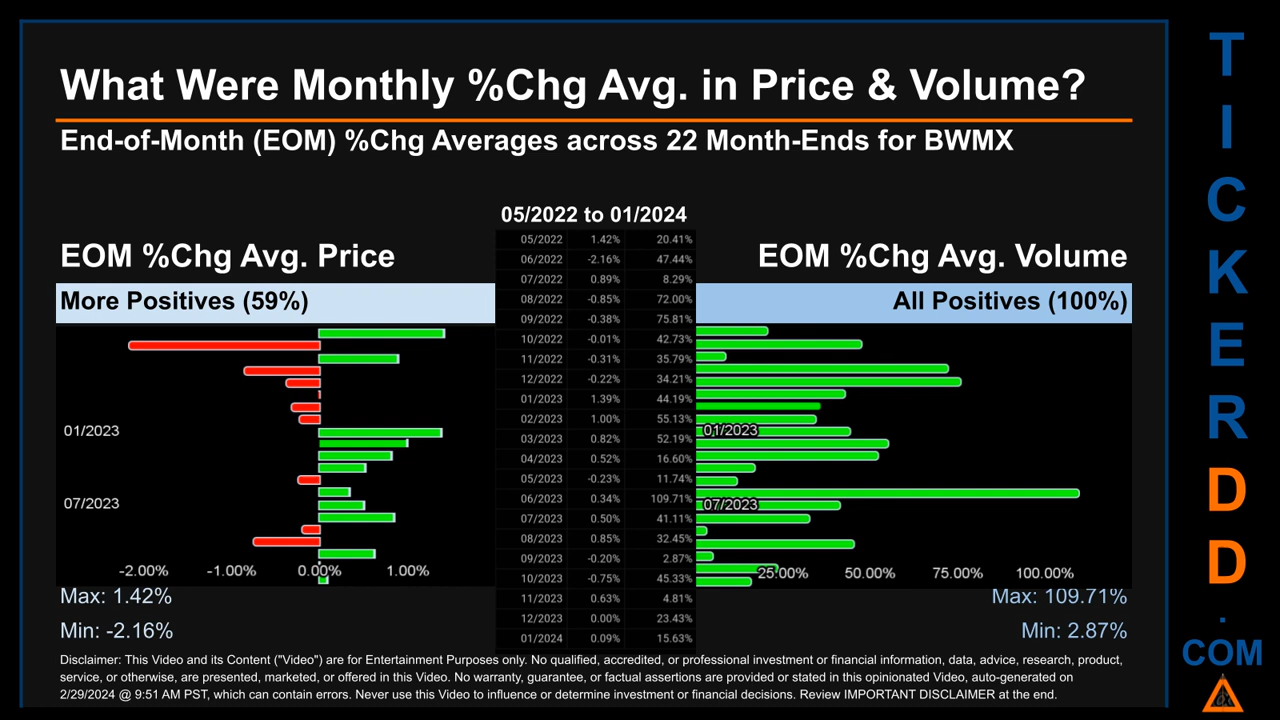 What Were Monthly %Chg Avg. in Price & Volume?
End-of-Month (EOM) %Chg Averages across 22 Month-Ends for BWMX
05/2022 to 01/2024
EOM %Chg Avg. Price
EOM %Chg Avg. Volume
More Positives (59%)
All Positives (100%)
05/2022 1.42% 20.41%
06/2022 -2.16% 47.44%
07/2022 0.89% 8.29%
08/2022 -0.85% 72.00%
09/2022 -0.38% 75.81%
10/2022 -0.01% 42.73%
11/2022 -0.31% 35.79%
12/2022 -0.22% 34.21%
01/2023 1.39% 44.19%
02/2023 1.00% 55.13%
03/2023 0.82% 52.19%
04/2023 0.52% 16.60%
05/2023 -0.23% 11.74%
06/2023 0.34% 109.71%
07/2023 0.50% 41.11%
08/2023 0.85% 32.45%
09/2023 -0.20% 2.87%
10/2023 -0.75% 45.33%
11/2023 0.63% 4.81%
12/2023 0.00% 23.43%
01/2024 0.09% 15.63%
01/2023
07/2023
-2.00% -1.00% 0.00% 1.00%
01/2023
07/2023
25.00% 50.00% 75.00% 100.00%
Max: 1.42%
Min: -2.16%
Max: 109.71%
Min: 2.87%
Disclaimer: This Video and its Content ("Video") are for Entertainment Purposes only. No qualified, accredited, or professional investment or financial information, data, advice, research, product,
service, or otherwise, are presented, marketed, or offered in this Video. No warranty, guarantee, or factual assertions are provided or stated in this opinionated Video, auto-generated on
2/29/2024 @ 9:51 AM PST, which can contain errors. Never use this Video to influence or determine investment or financial decisions. Review IMPORTANT DISCLAIMER at the end.
T
I
C
K
E
R
D
D
.
COM